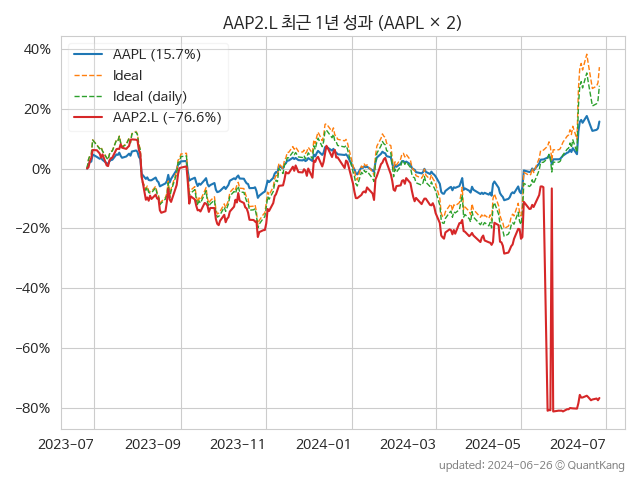 AAP2.L 최근 1년 성과 (AAPL × 2)
AAPL (15.7%)
Ideal
Ideal (daily)
AAP2.L (−76.6%)
40%
20%
0%
−20%
−40%
−60%
−80%
2023-07 2023-09 2023-11 2024-01 2024-03 2024-05 2024-07
updated: 2024-06-26 © QuantKang